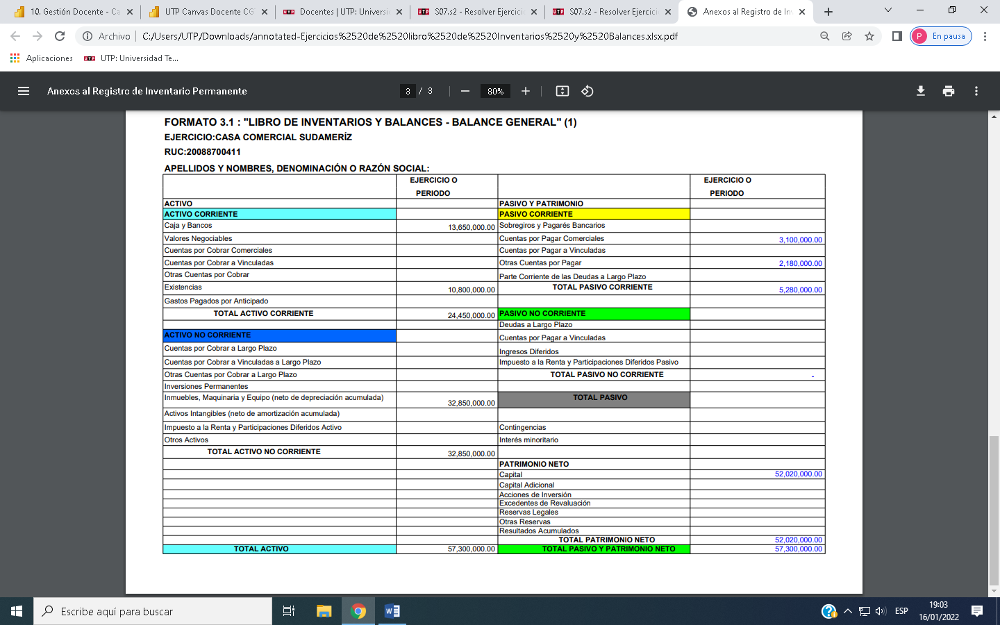 10. Gestión Docente - Ca
UTP Canvas Docente CG
Docentes | UTP: Universi
S07.s2 - Resolver Ejercici
S07.s2 - Resolver Ejercici
Anexos al Registro de In
Archivo
C:/Users/UTP/Downloads/annotated-Ejercicios%2520de%2520libro%2520de%2520Inventarios%2520y%2520Balances.xlsx.pdf
P En pausa
Aplicaciones
UTP UTP: Universidad Te...
Anexos al Registro de Inventario Permanente
3 / 3
80%
FORMATO 3.1 : "LIBRO DE INVENTARIOS Y BALANCES - BALANCE GENERAL" (1)
EJERCICIO:CASA COMERCIAL SUDAMERÍZ
RUC:20088700411
APELLIDOS Y NOMBRES, DENOMINACIÓN O RAZÓN SOCIAL:
EJERCICIO O PERIODO
EJERCICIO O PERIODO
ACTIVO PASIVO Y PATRIMONIO
ACTIVO CORRIENTE PASIVO CORRIENTE
Caja y Bancos 13,650,000.00 Sobregiros y Pagarés Bancarios
Valores Negociables Cuentas por Pagar Comerciales 3,100,000.00
Cuentas por Cobrar Comerciales Cuentas por Pagar a Vinculadas
Cuentas por Cobrar a Vinculadas Otras Cuentas por Pagar 2,180,000.00
Otras Cuentas por Cobrar Parte Corriente de las Deudas a Largo Plazo
Existencias 10,800,000.00 TOTAL PASIVO CORRIENTE 5,280,000.00
Gastos Pagados por Anticipado
TOTAL ACTIVO CORRIENTE 24,450,000.00 PASIVO NO CORRIENTE
Deudas a Largo Plazo
ACTIVO NO CORRIENTE Cuentas por Pagar a Vinculadas
Cuentas por Cobrar a Largo Plazo Ingresos Diferidos
Cuentas por Cobrar a Vinculadas a Largo Plazo Impuesto a la Renta y Participaciones Diferidos Pasivo
Otras Cuentas por Cobrar a Largo Plazo TOTAL PASIVO NO CORRIENTE -
Inversiones Permanentes
Inmuebles, Maquinaria y Equipo (neto de depreciación acumulada) 32,850,000.00 TOTAL PASIVO
Activos Intangibles (neto de amortización acumulada)
Impuesto a la Renta y Participaciones Diferidos Activo Contingencias
Otros Activos Interés minoritario
TOTAL ACTIVO NO CORRIENTE 32,850,000.00
PATRIMONIO NETO
Capital 52,020,000.00
Capital Adicional
Acciones de Inversión
Excedentes de Revaluación
Reservas Legales
Otras Reservas
Resultados Acumulados
TOTAL PATRIMONIO NETO 52,020,000.00
TOTAL ACTIVO 57,300,000.00 TOTAL PASIVO Y PATRIMONIO NETO 57,300,000.00
Escribe aquí para buscar
ESP
19:03
16/01/2022